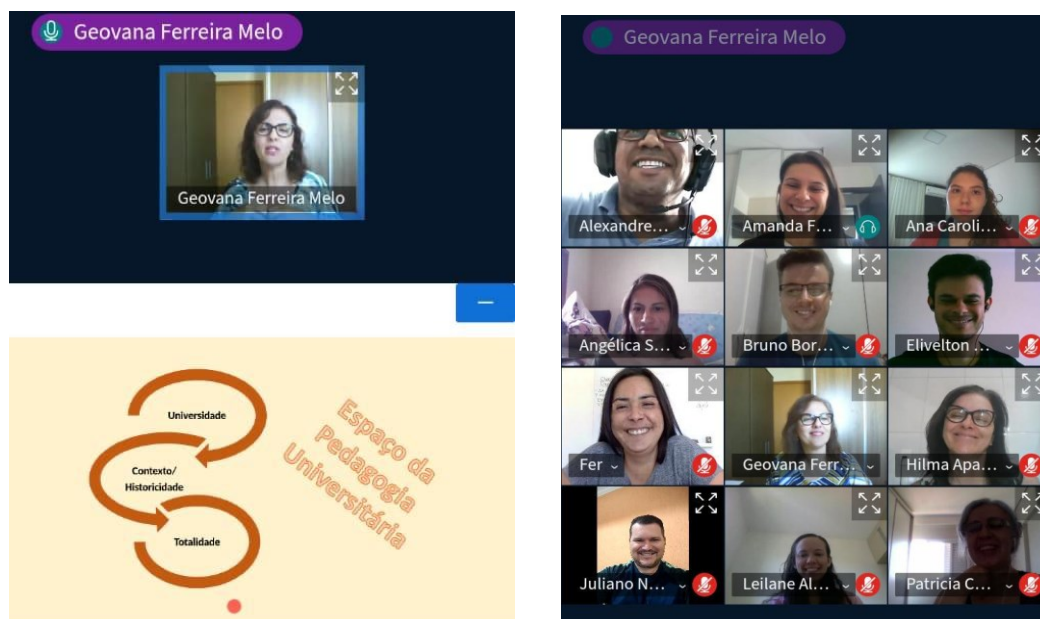 Geovana Ferreira Melo
Geovana Ferreira Melo
Universidade
Contexto/
Historicidade
Totalidade
Espaço da
Pedagogia
Universitária
Geovana Ferreira Melo
Alexandre...
Amanda F...
Ana Caroli...
Angélica S...
Bruno Bor...
Elivelton ...
Fer
Geovana Ferr...
Hilma Apa...
Juliano N...
Leilane Al...
Patricia C...